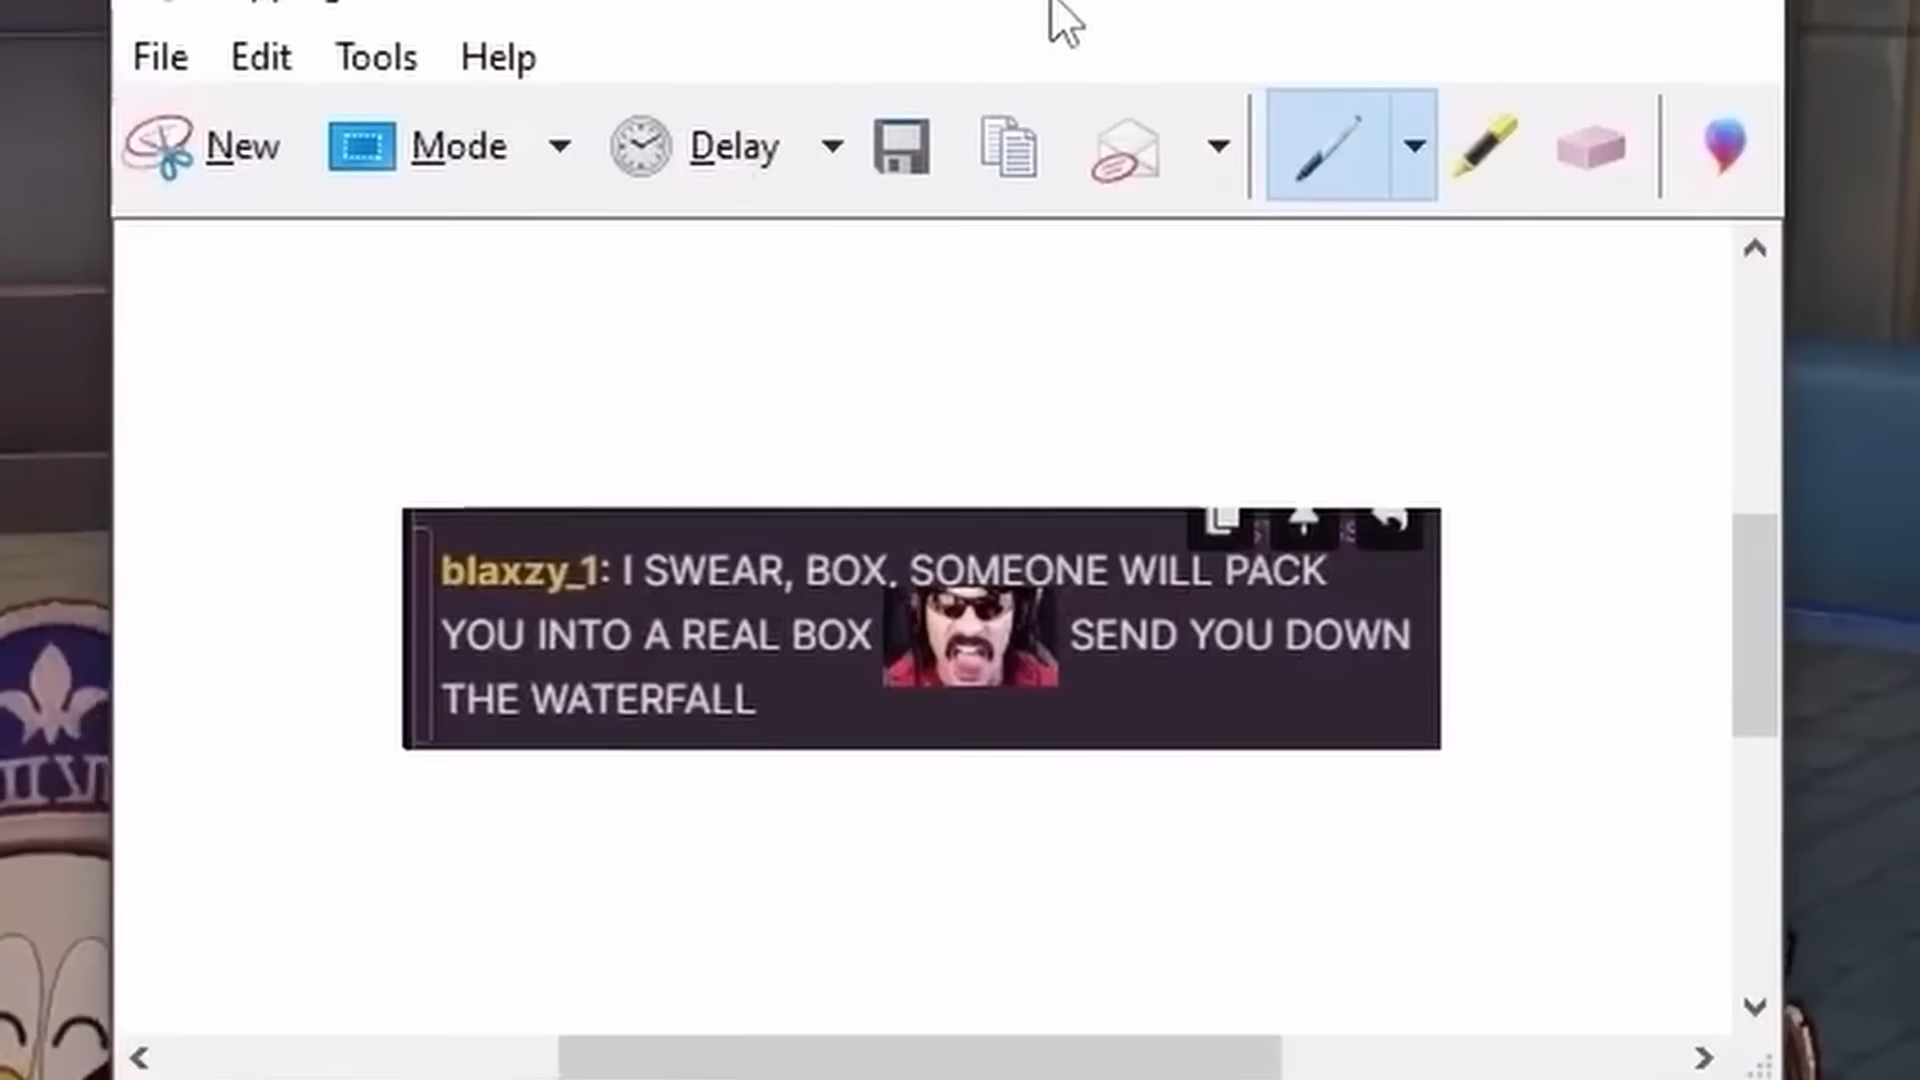 File Edit Tools Help
New Mode Delay
blaxzy_1: I SWEAR, BOX. SOMEONE WILL PACK
YOU INTO A REAL BOX SEND YOU DOWN
THE WATERFALL